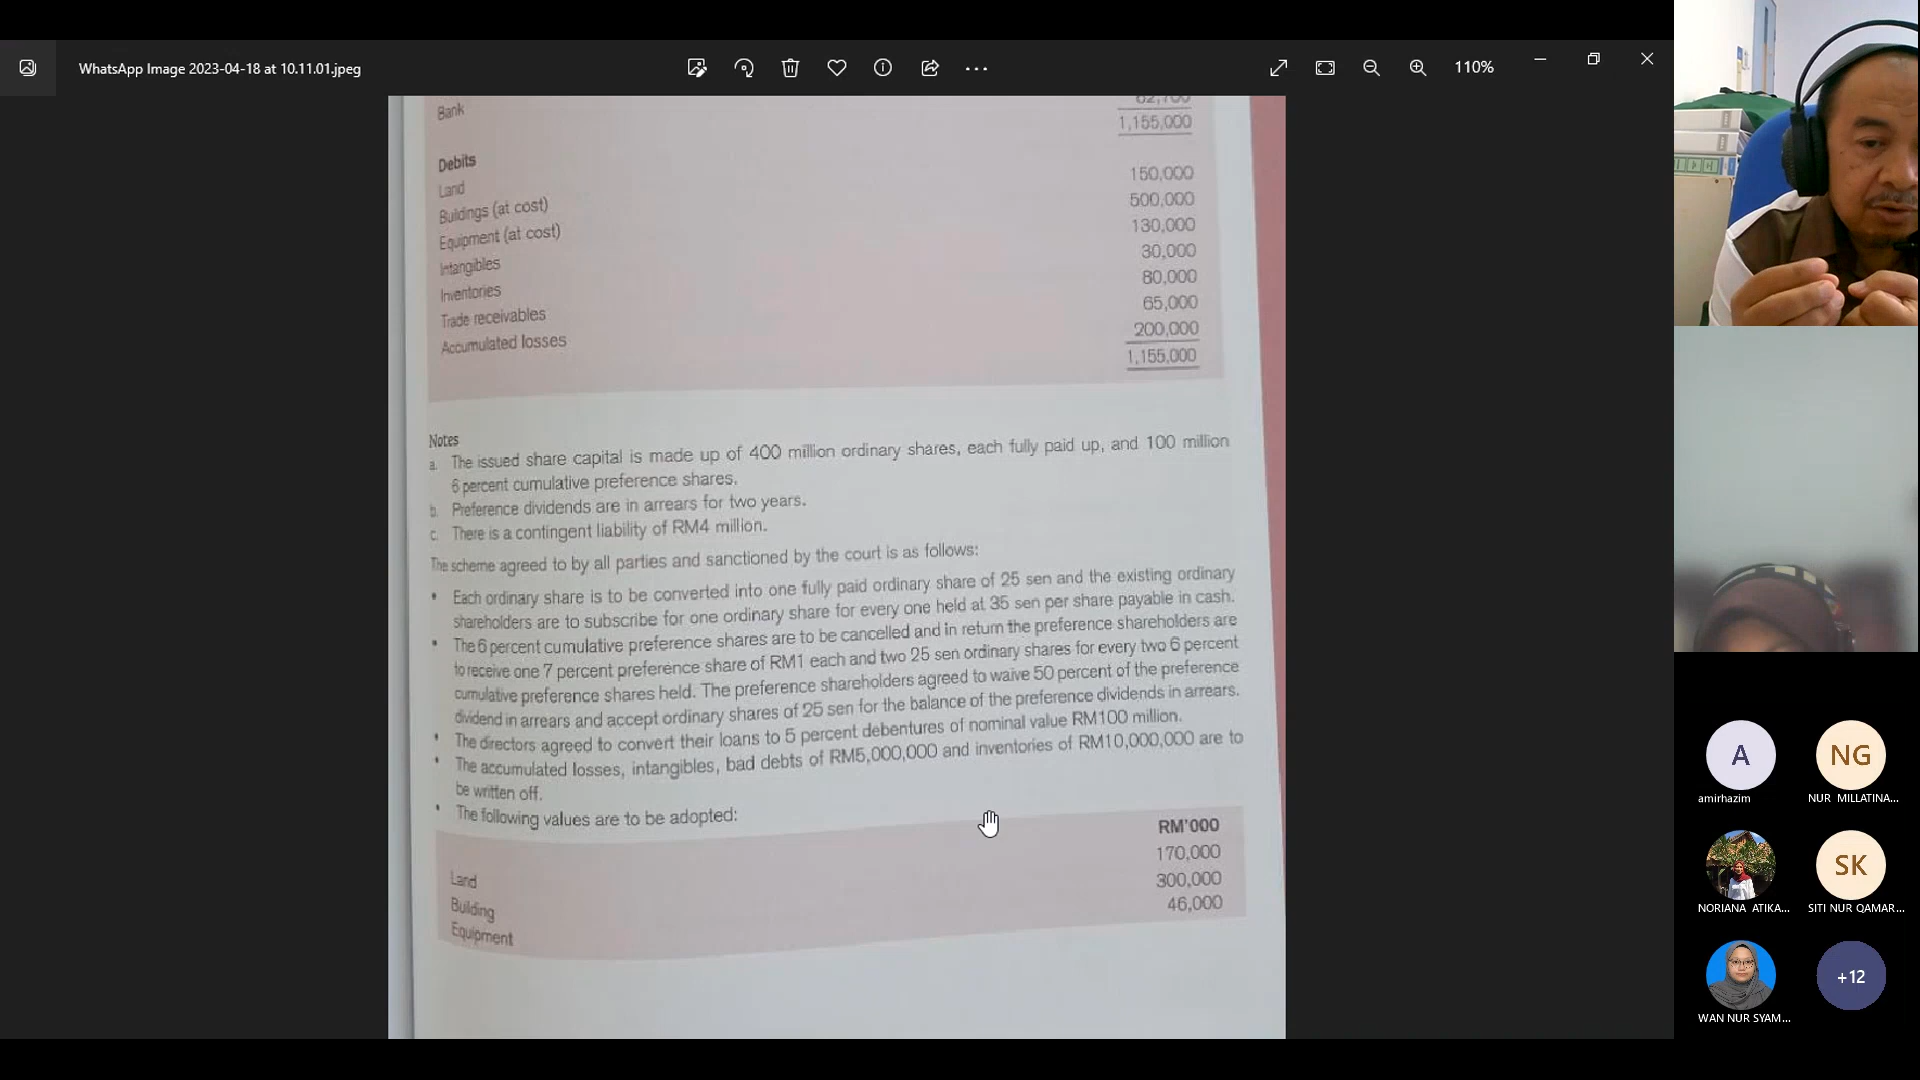 WhatsApp Image 2023-04-18 at 10.11.01.jpeg
110%
Bank
62,700
1,155,000
Debits
Land 150,000
Buildings (at cost) 500,000
Equipment (at cost) 130,000
Intangibles 30,000
Inventories 80,000
Trade receivables 65,000
Accumulated losses 200,000
1,155,000
Notes
a. The issued share capital is made up of 400 million ordinary shares, each fully paid up, and 100 million
6 percent cumulative preference shares.
b. Preference dividends are in arrears for two years.
c. There is a contingent liability of RM4 million.
The scheme agreed to by all parties and sanctioned by the court is as follows:
• Each ordinary share is to be converted into one fully paid ordinary share of 25 sen and the existing ordinary
shareholders are to subscribe for one ordinary share for every one held at 35 sen per share payable in cash.
• The 6 percent cumulative preference shares are to be cancelled and in return the preference shareholders are
to receive one 7 percent preference share of RM1 each and two 25 sen ordinary shares for every two 6 percent
cumulative preference shares held. The preference shareholders agreed to waive 50 percent of the preference
dividend in arrears and accept ordinary shares of 25 sen for the balance of the preference dividends in arrears.
• The directors agreed to convert their loans to 5 percent debentures of nominal value RM100 million.
• The accumulated losses, intangibles, bad debts of RM5,000,000 and inventories of RM10,000,000 are to
be written off.
• The following values are to be adopted:
RM'000
Land 170,000
Building 300,000
Equipment 46,000
A
amirhazim
NG
NUR MILLATINA...
NORIANA ATIKA...
SK
SITI NUR QAMAR...
WAN NUR SYAM...
+12